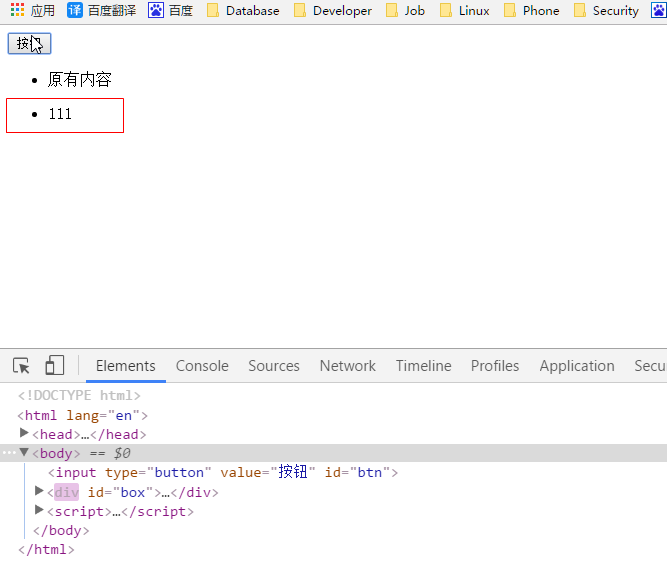 应用 译 百度翻译 百度 Database Developer Job Linux Phone Security
按
原有内容
111
Elements Console Sources Network Timeline Profiles Application Secu
<!DOCTYPE html>
<html lang="en">
<head>…</head>
<body> == $0
<input type="button" value="按钮" id="btn">
<div id="box">…</div>
<script>…</script>
</body>
</html>